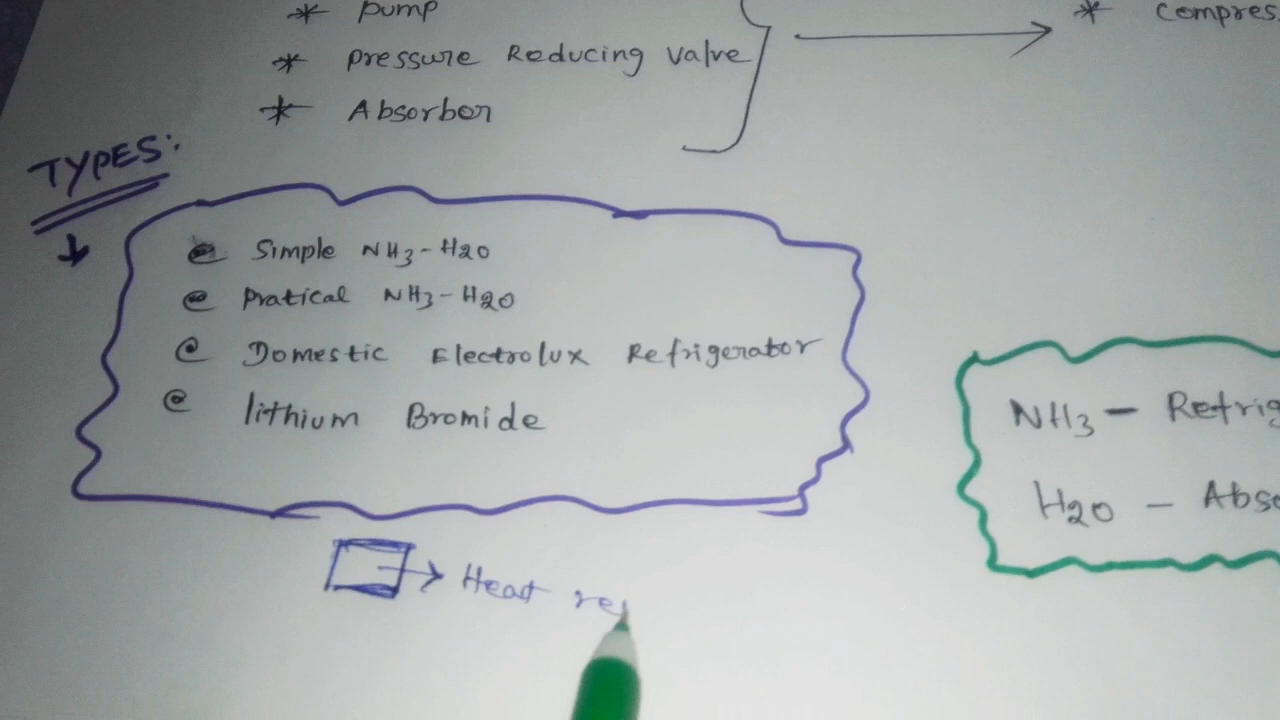 * pump
* pressure Reducing valve
* Absorber
* compres
TYPES:
@ Simple NH3-H2O
@ pratical NH3-H2O
@ Domestic Electrolux Refrigerator
@ lithium Bromide
NH3 - Refrig
H2O - Abso
Heat re